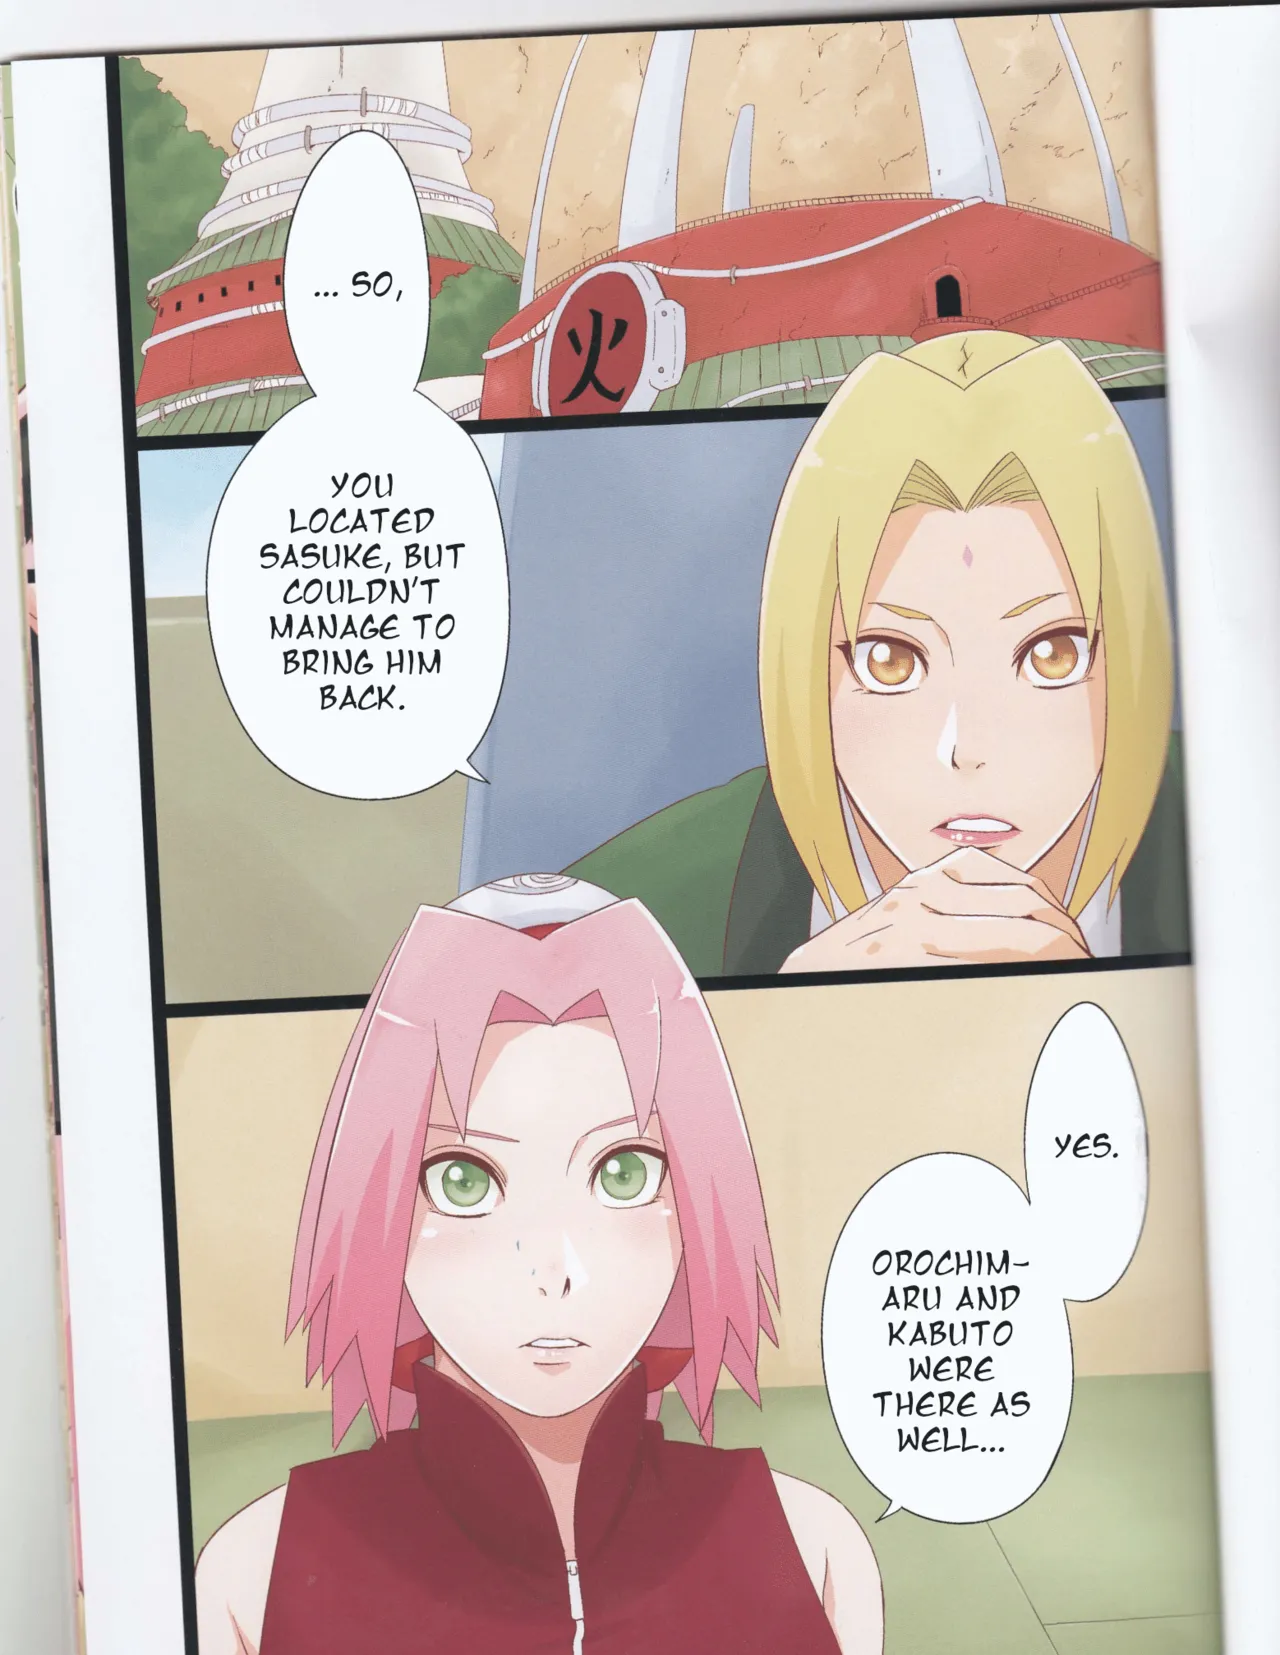 ... SO,
火
YOU
LOCATED
SASUKE, BUT
COULDN'T
MANAGE TO
BRING HIM
BACK.
YES.
OROCHIM-
ARU AND
KABUTO
WERE
THERE AS
WELL...